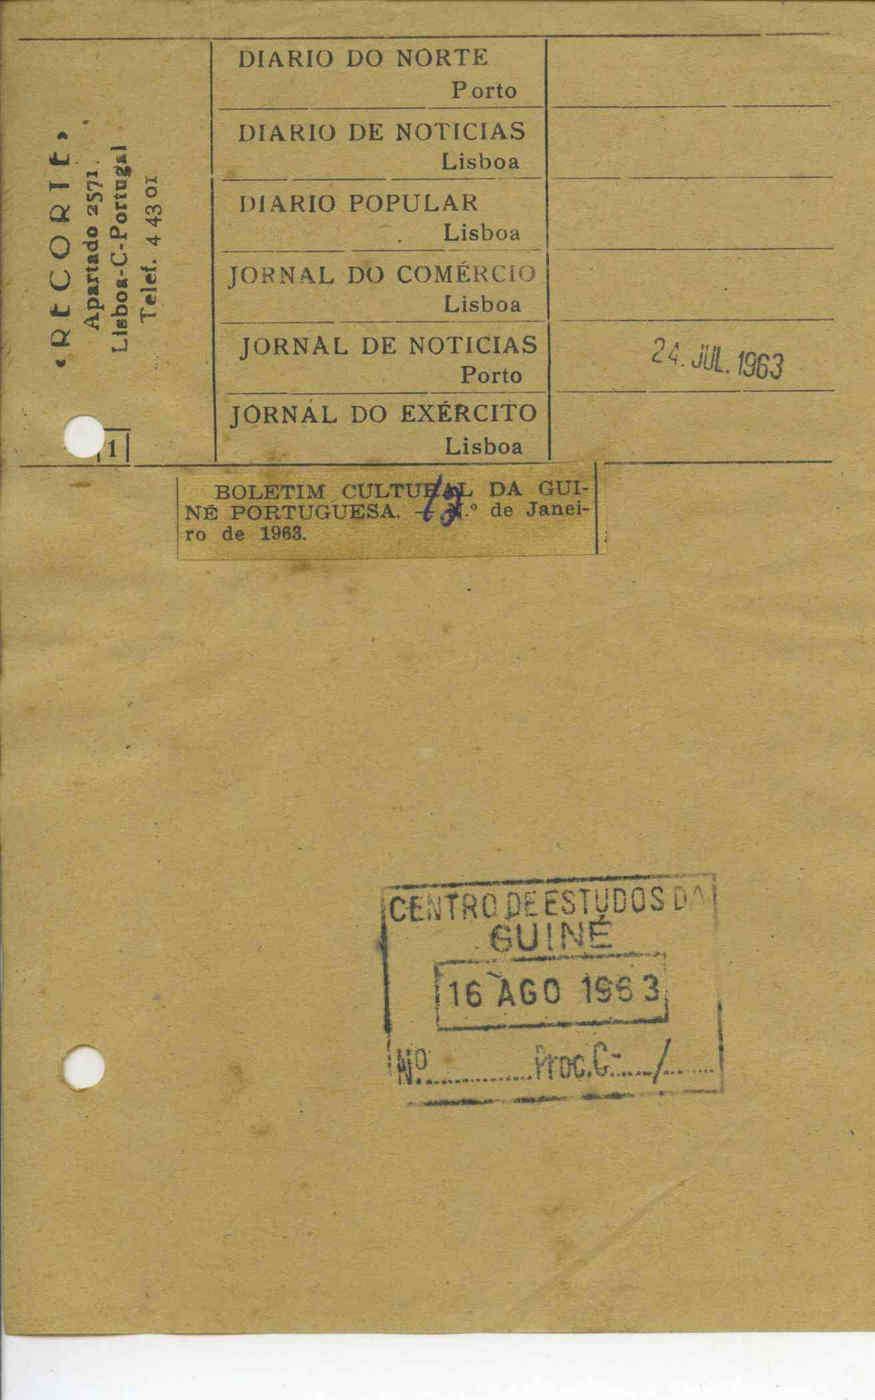 «RECORTE»
Apartado 2571
Lisboa-C-Portugal
Telef. 4 43 01
1
DIARIO DO NORTE
Porto
DIARIO DE NOTICIAS
Lisboa
DIARIO POPULAR
Lisboa
JORNAL DO COMÉRCIO
Lisboa
JORNAL DE NOTICIAS
Porto
24. JUL. 1963
JORNAL DO EXÉRCITO
Lisboa
BOLETIM CULTURAL DA GUI-
NÉ PORTUGUESA. — N.º de Janei-
ro de 1963.
CENTRO DE ESTUDOS DA
GUINÉ
16 AGO 1963
Nº............Proc.C-...../......